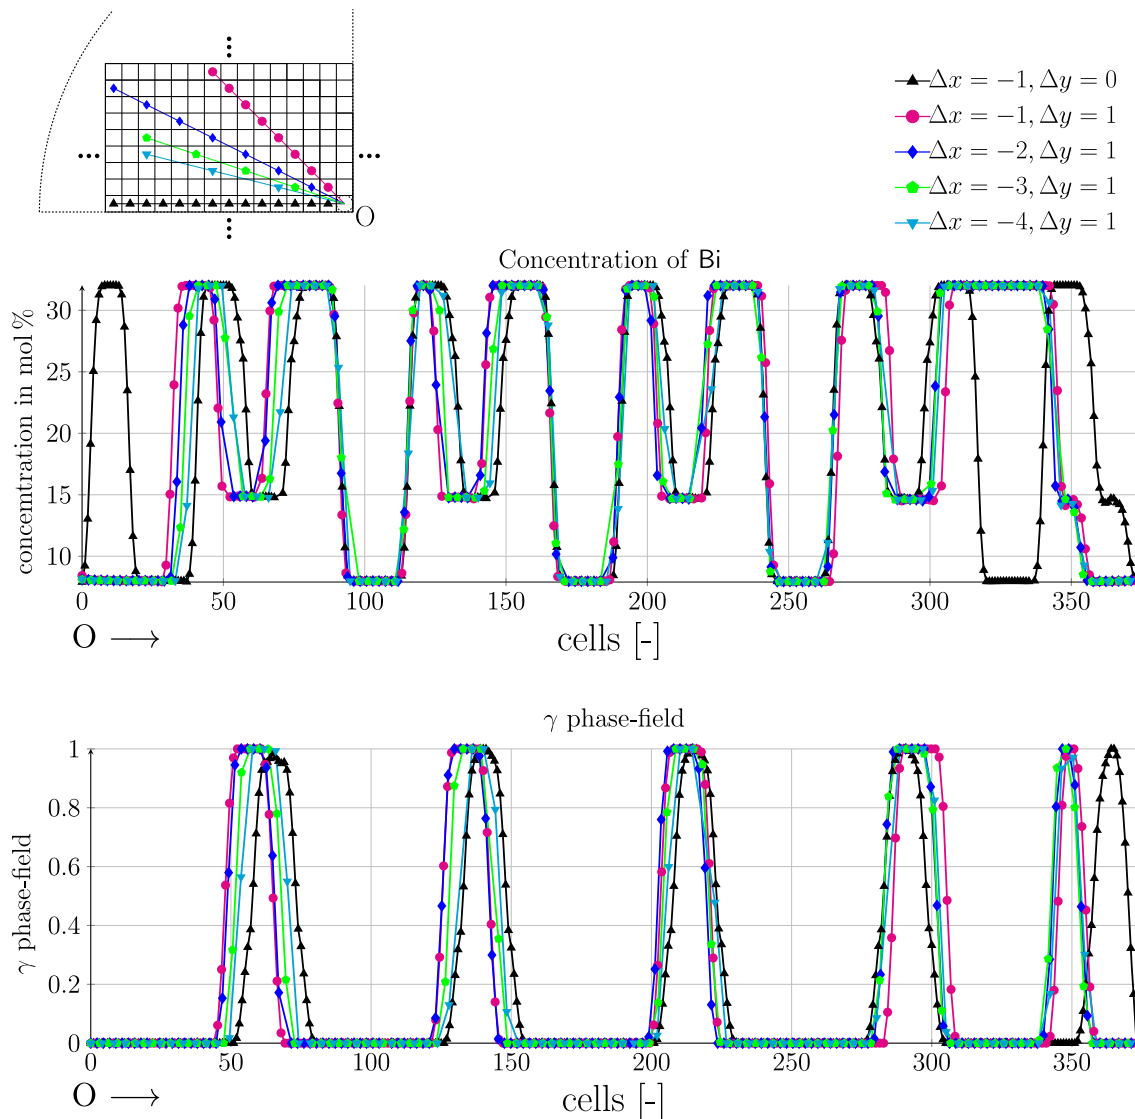 O
Δx = −1, Δy = 0
Δx = −1, Δy = 1
Δx = −2, Δy = 1
Δx = −3, Δy = 1
Δx = −4, Δy = 1
Concentration of Bi
concentration in mol %
30
25
20
15
10
0 50 100 150 200 250 300 350
O → cells [-]
γ phase-field
γ phase-field
1
0.8
0.6
0.4
0.2
0
0 50 100 150 200 250 300 350
O → cells [-]